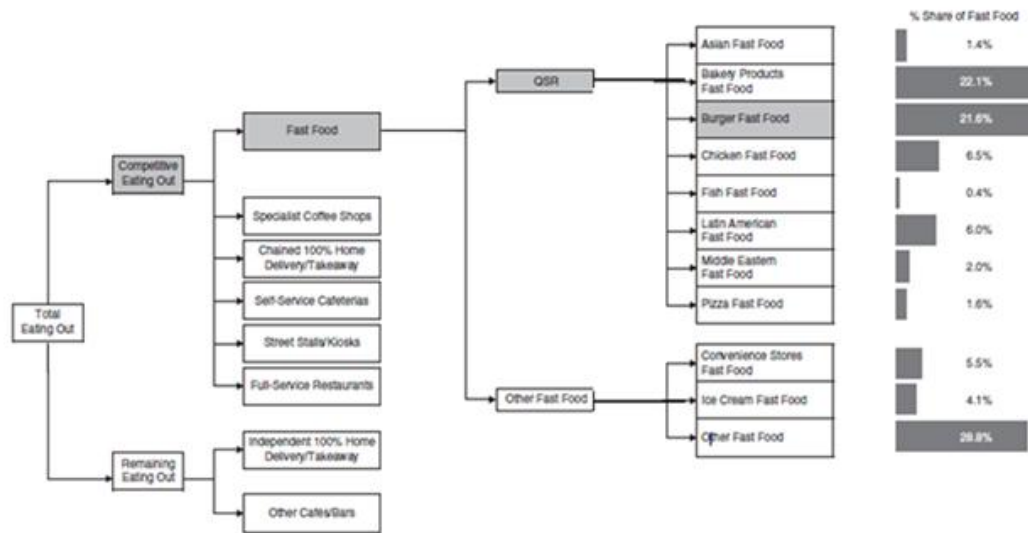 % Share of Fast Food
Asian Fast Food
1.4%
QSR
Bakery Products
Fast Food
22.1%
Fast Food
Burger Fast Food
21.6%
Competitive
Eating Out
Chicken Fast Food
6.5%
Fish Fast Food
0.4%
Specialist Coffee Shops
Latin American
Fast Food
6.0%
Chained 100% Home
Delivery/Takeaway
Middle Eastern
Fast Food
2.0%
Self-Service Cafeterias
Pizza Fast Food
1.6%
Total
Eating Out
Street Stalls/Kiosks
Convenience Stores
Fast Food
5.5%
Full-Service Restaurants
Other Fast Food
Ice Cream Fast Food
4.1%
Other Fast Food
28.8%
Independent 100% Home
Delivery/Takeaway
Remaining
Eating Out
Other Cafés/Bars